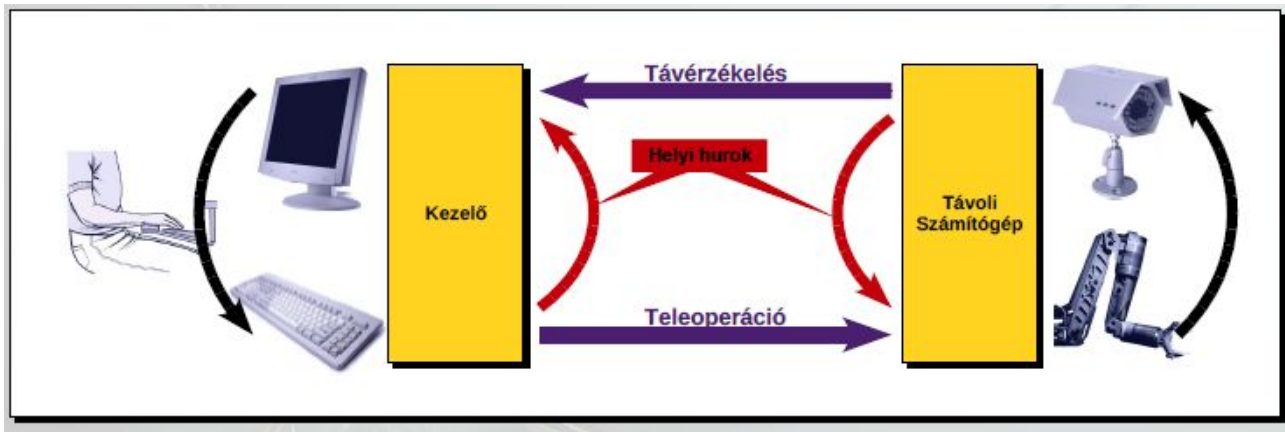 Távérzékelés
Helyi hurok
Kezelő
Távoli
Számítógép
Teleoperáció